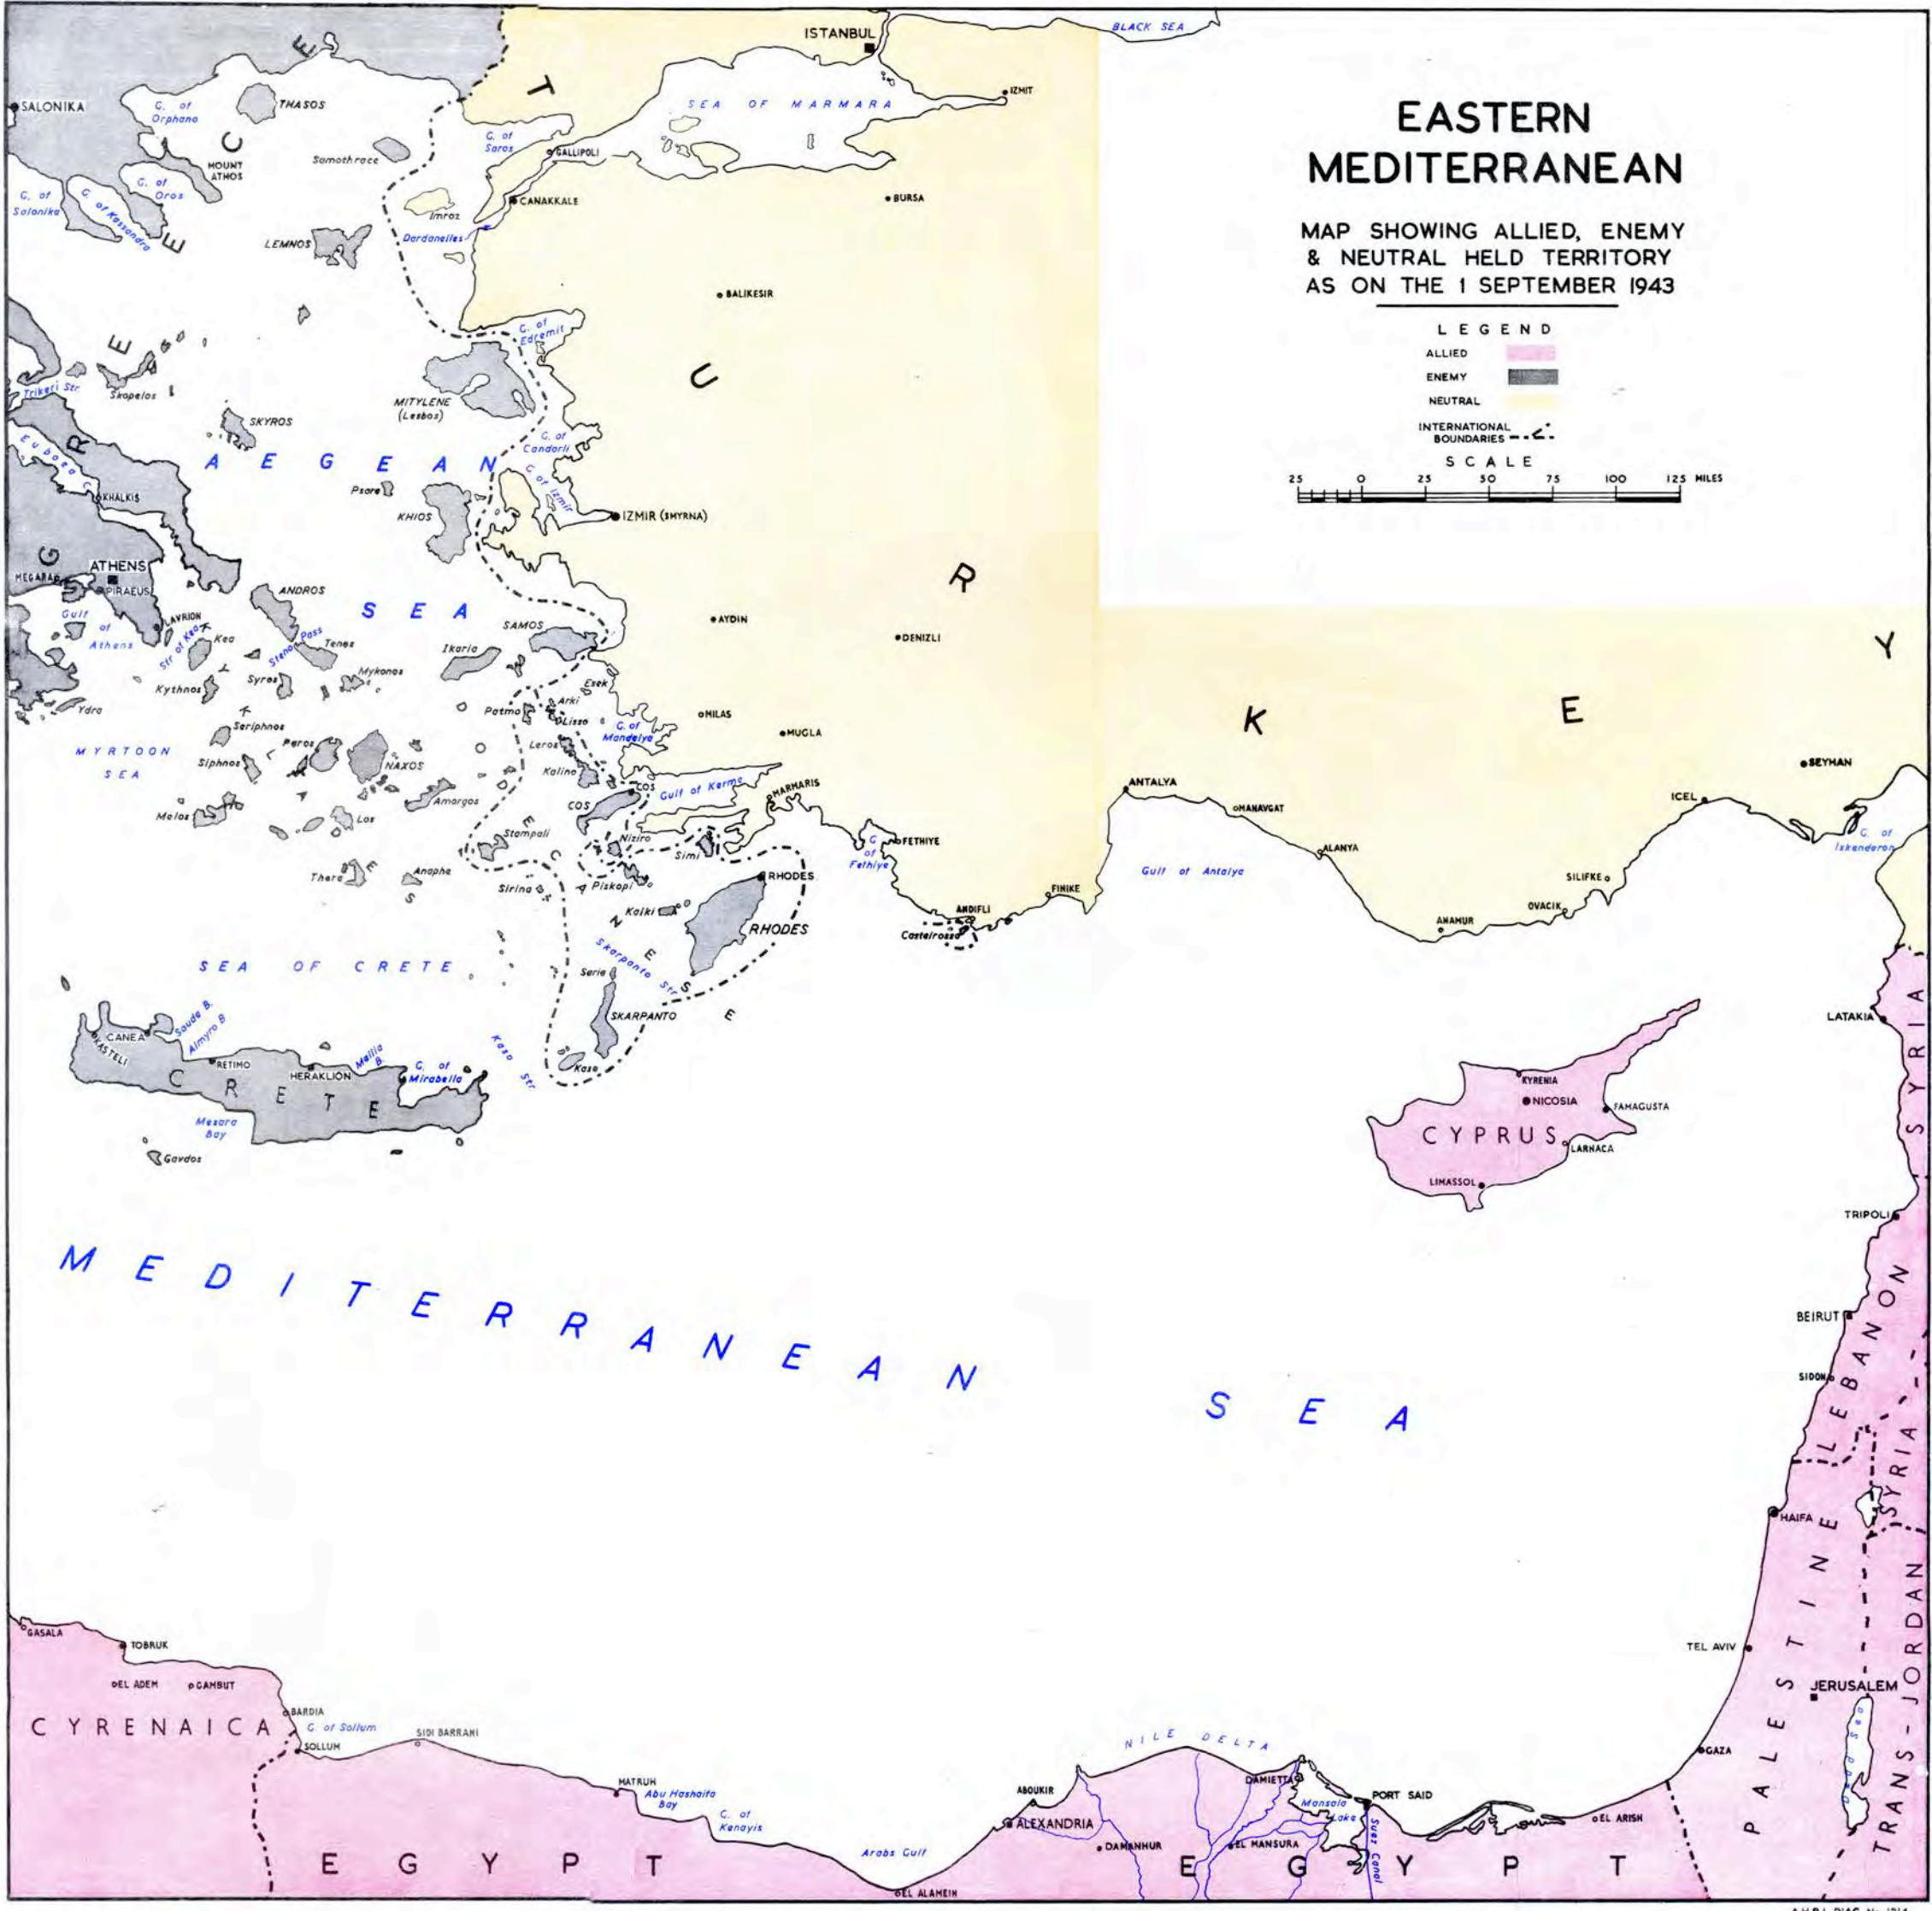 EASTERN
MEDITERRANEAN
MAP SHOWING ALLIED, ENEMY
& NEUTRAL HELD TERRITORY
AS ON THE 1 SEPTEMBER 1943
LEGEND
ALLIED
ENEMY
NEUTRAL
INTERNATIONAL
BOUNDARIES
SCALE
25 0 25 50 75 100 125 MILES
BLACK SEA
ISTANBUL
SEA OF MARMARA
IZMIT
SALONIKA
G. of
Orphano
THASOS
Samothrace
G. of
Saros
GALLIPOLI
MOUNT
ATHOS
G. of
Salonika
G. of Kassandra
G. of
Oros
Imroz
CANAKKALE
BURSA
Dardanelles
LEMNOS
BALIKESIR
G. of
Edremit
Trikeri Str
Skopelos
MITYLENE
(Lesbos)
SKYROS
G. of
Candarli
Euboea C
AEGEAN
SEA
Psara
G. of Izmir
KHALKIS
KHIOS
IZMIR (SMYRNA)
GREECE
TURKEY
ATHENS
MEGARA
PIRAEUS
ANDROS
Gulf
of
Athens
LAVRION
Str of Kea
Kea
Steno Pass
Tenos
SAMOS
Ikaria
AYDIN
DENIZLI
Kythnos
Syros
Mykonos
Esek
Ydra
Patmo
Arki
Lisso
G. of
Mandelya
MILAS
MUGLA
MYRTOON
SEA
Seriphnos
Siphnos
Paros
NAXOS
Leros
Kalino
COS
COS
Gulf of Kerme
MARMARIS
Melos
Los
Amorgos
Stampali
Niziro
Simi
G.
of
Fethiye
FETHIYE
ANTALYA
MANAVGAT
SEYHAN
ICEL
ALANYA
G. of
Iskenderon
Gulf of Antalya
Thera
Anaphe
Sirina
Piskopi
RHODES
RHODES
Kalki
FINIKE
ANDIFLI
Castelrosso
SILIFKE
OVACIK
ANAMUR
DODECANESE
SEA OF CRETE
Skarpanto Str
Saria
SKARPANTO
Kaso
Kaso Str
CANEA
KASTELI
Souda B.
Almyro B
RETIMO
HERAKLION
Mallia
B.
G. of
Mirabella
CRETE
Mesara
Bay
Gavdos
LATAKIA
SYRIA
KYRENIA
NICOSIA
FAMAGUSTA
CYPRUS
LARNACA
LIMASSOL
TRIPOLI
MEDITERRANEAN SEA
BEIRUT
LEBANON
SIDON
SYRIA
HAIFA
PALESTINE
TRANS-JORDAN
TEL AVIV
JERUSALEM
Dead Sea
GAZA
GASALA
TOBRUK
EL ADEM
GAMBUT
BARDIA
CYRENAICA
G. of Sollum
SOLLUM
SIDI BARRANI
MATRUH
Abu Hashaifa
Bay
G. of
Kenayis
Arabs Gulf
EL ALAMEIN
ABOUKIR
ALEXANDRIA
NILE DELTA
DAMIETTA
Mansala
Lake
PORT SAID
Suez Canal
DAMANHUR
EL MANSURA
EL ARISH
EGYPT
EGYPT